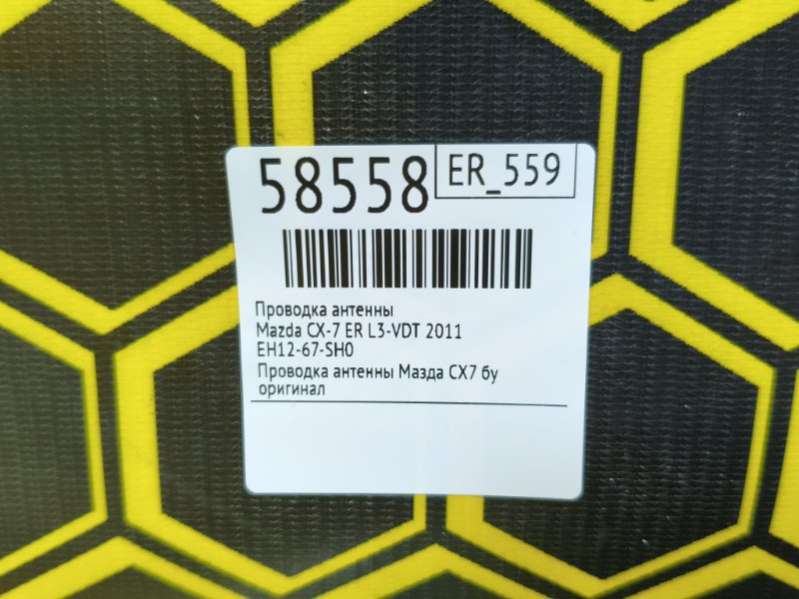 58558
ER_559
Проводка антенны
Mazda CX-7 ER L3-VDT 2011
EH12-67-SH0
Проводка антенны Мазда СХ7 бу
оригинал